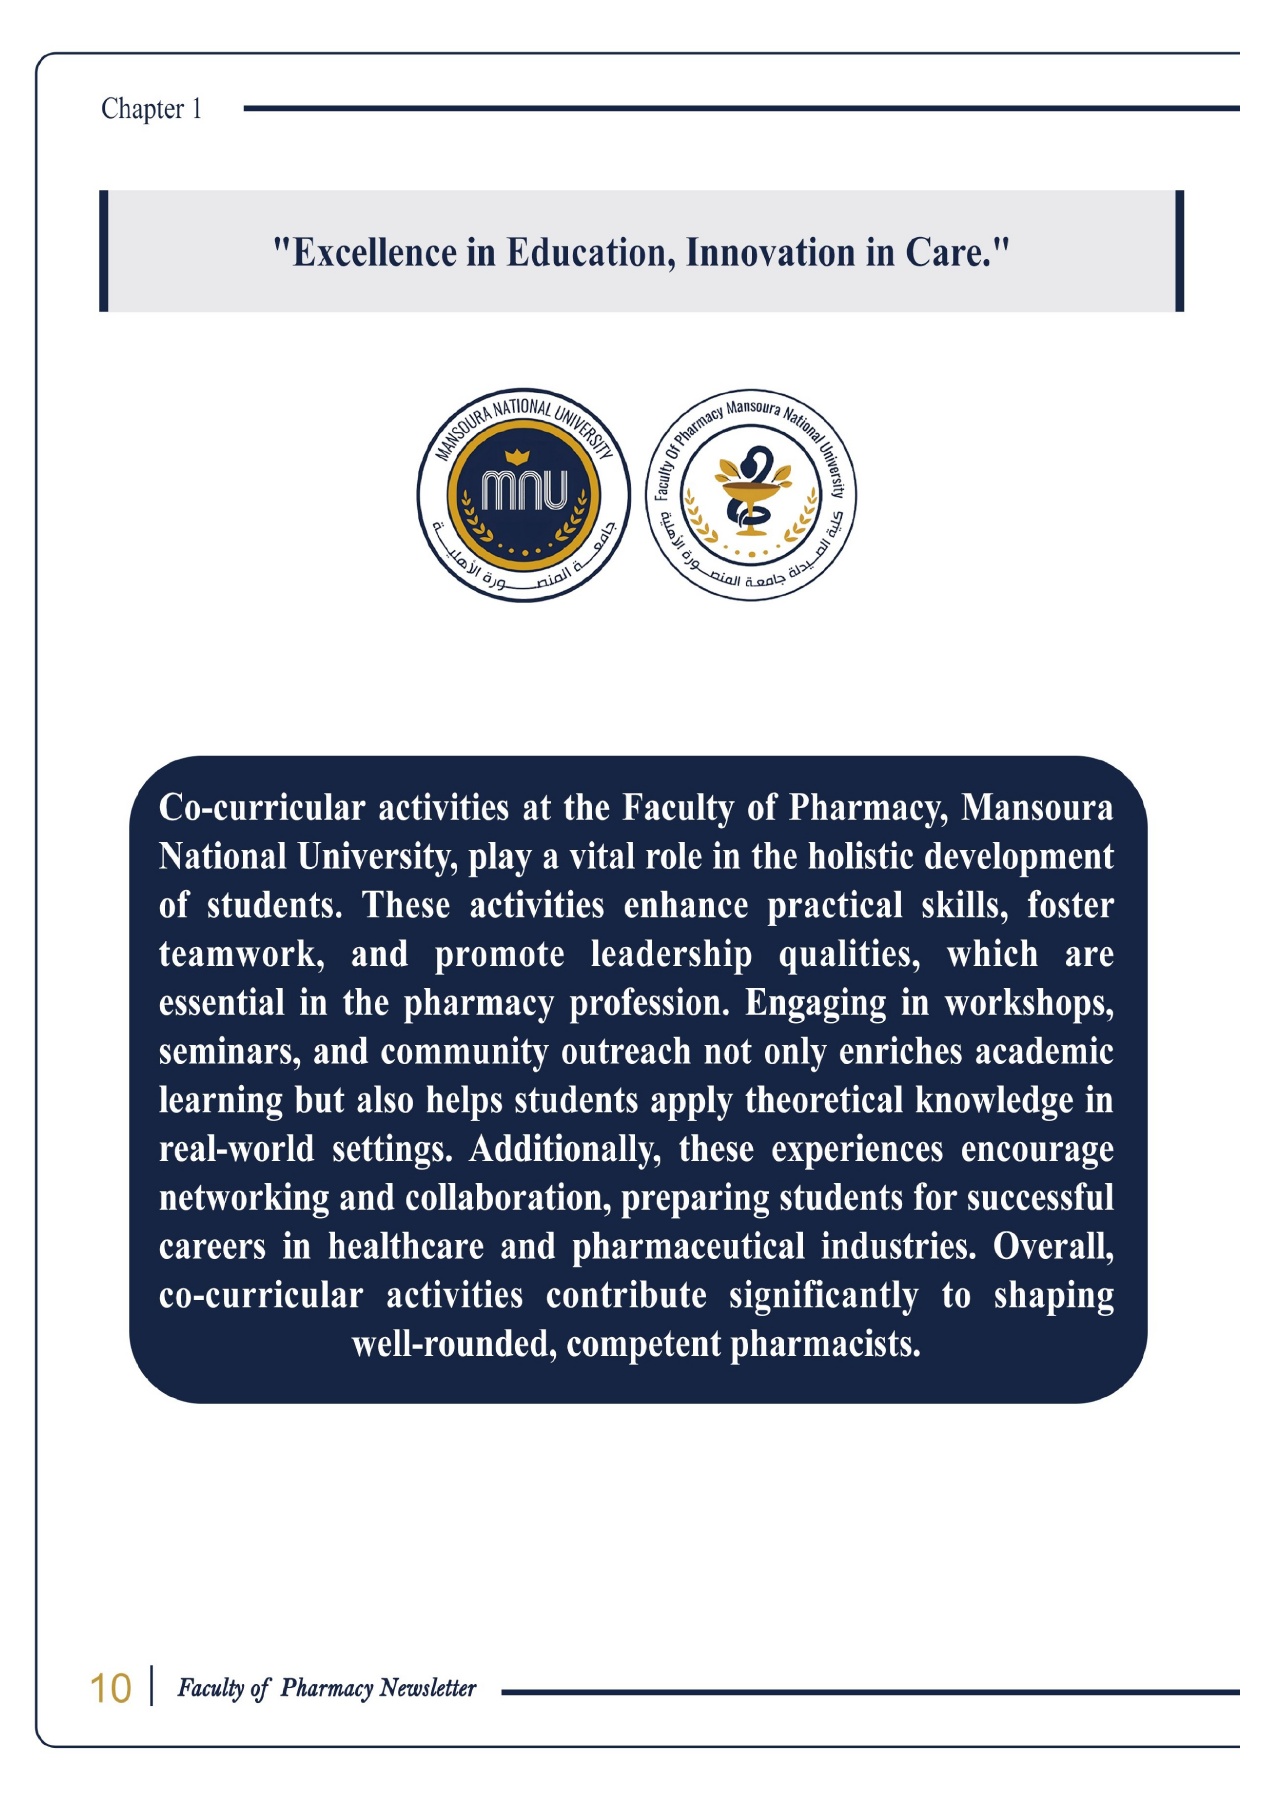 Chapter 1
"Excellence in Education, Innovation in Care."
MANSOURA NATIONAL UNIVERSITY
mnu
جامعـــة المنصـــــورة الأهليـــة
Faculty Of Pharmacy Mansoura National University
كلية الصـيدلة جامعة المنصـورة الأهلية
Co-curricular activities at the Faculty of Pharmacy, Mansoura
National University, play a vital role in the holistic development
of students. These activities enhance practical skills, foster
teamwork, and promote leadership qualities, which are
essential in the pharmacy profession. Engaging in workshops,
seminars, and community outreach not only enriches academic
learning but also helps students apply theoretical knowledge in
real-world settings. Additionally, these experiences encourage
networking and collaboration, preparing students for successful
careers in healthcare and pharmaceutical industries. Overall,
co-curricular activities contribute significantly to shaping
well-rounded, competent pharmacists.
10 | Faculty of Pharmacy Newsletter